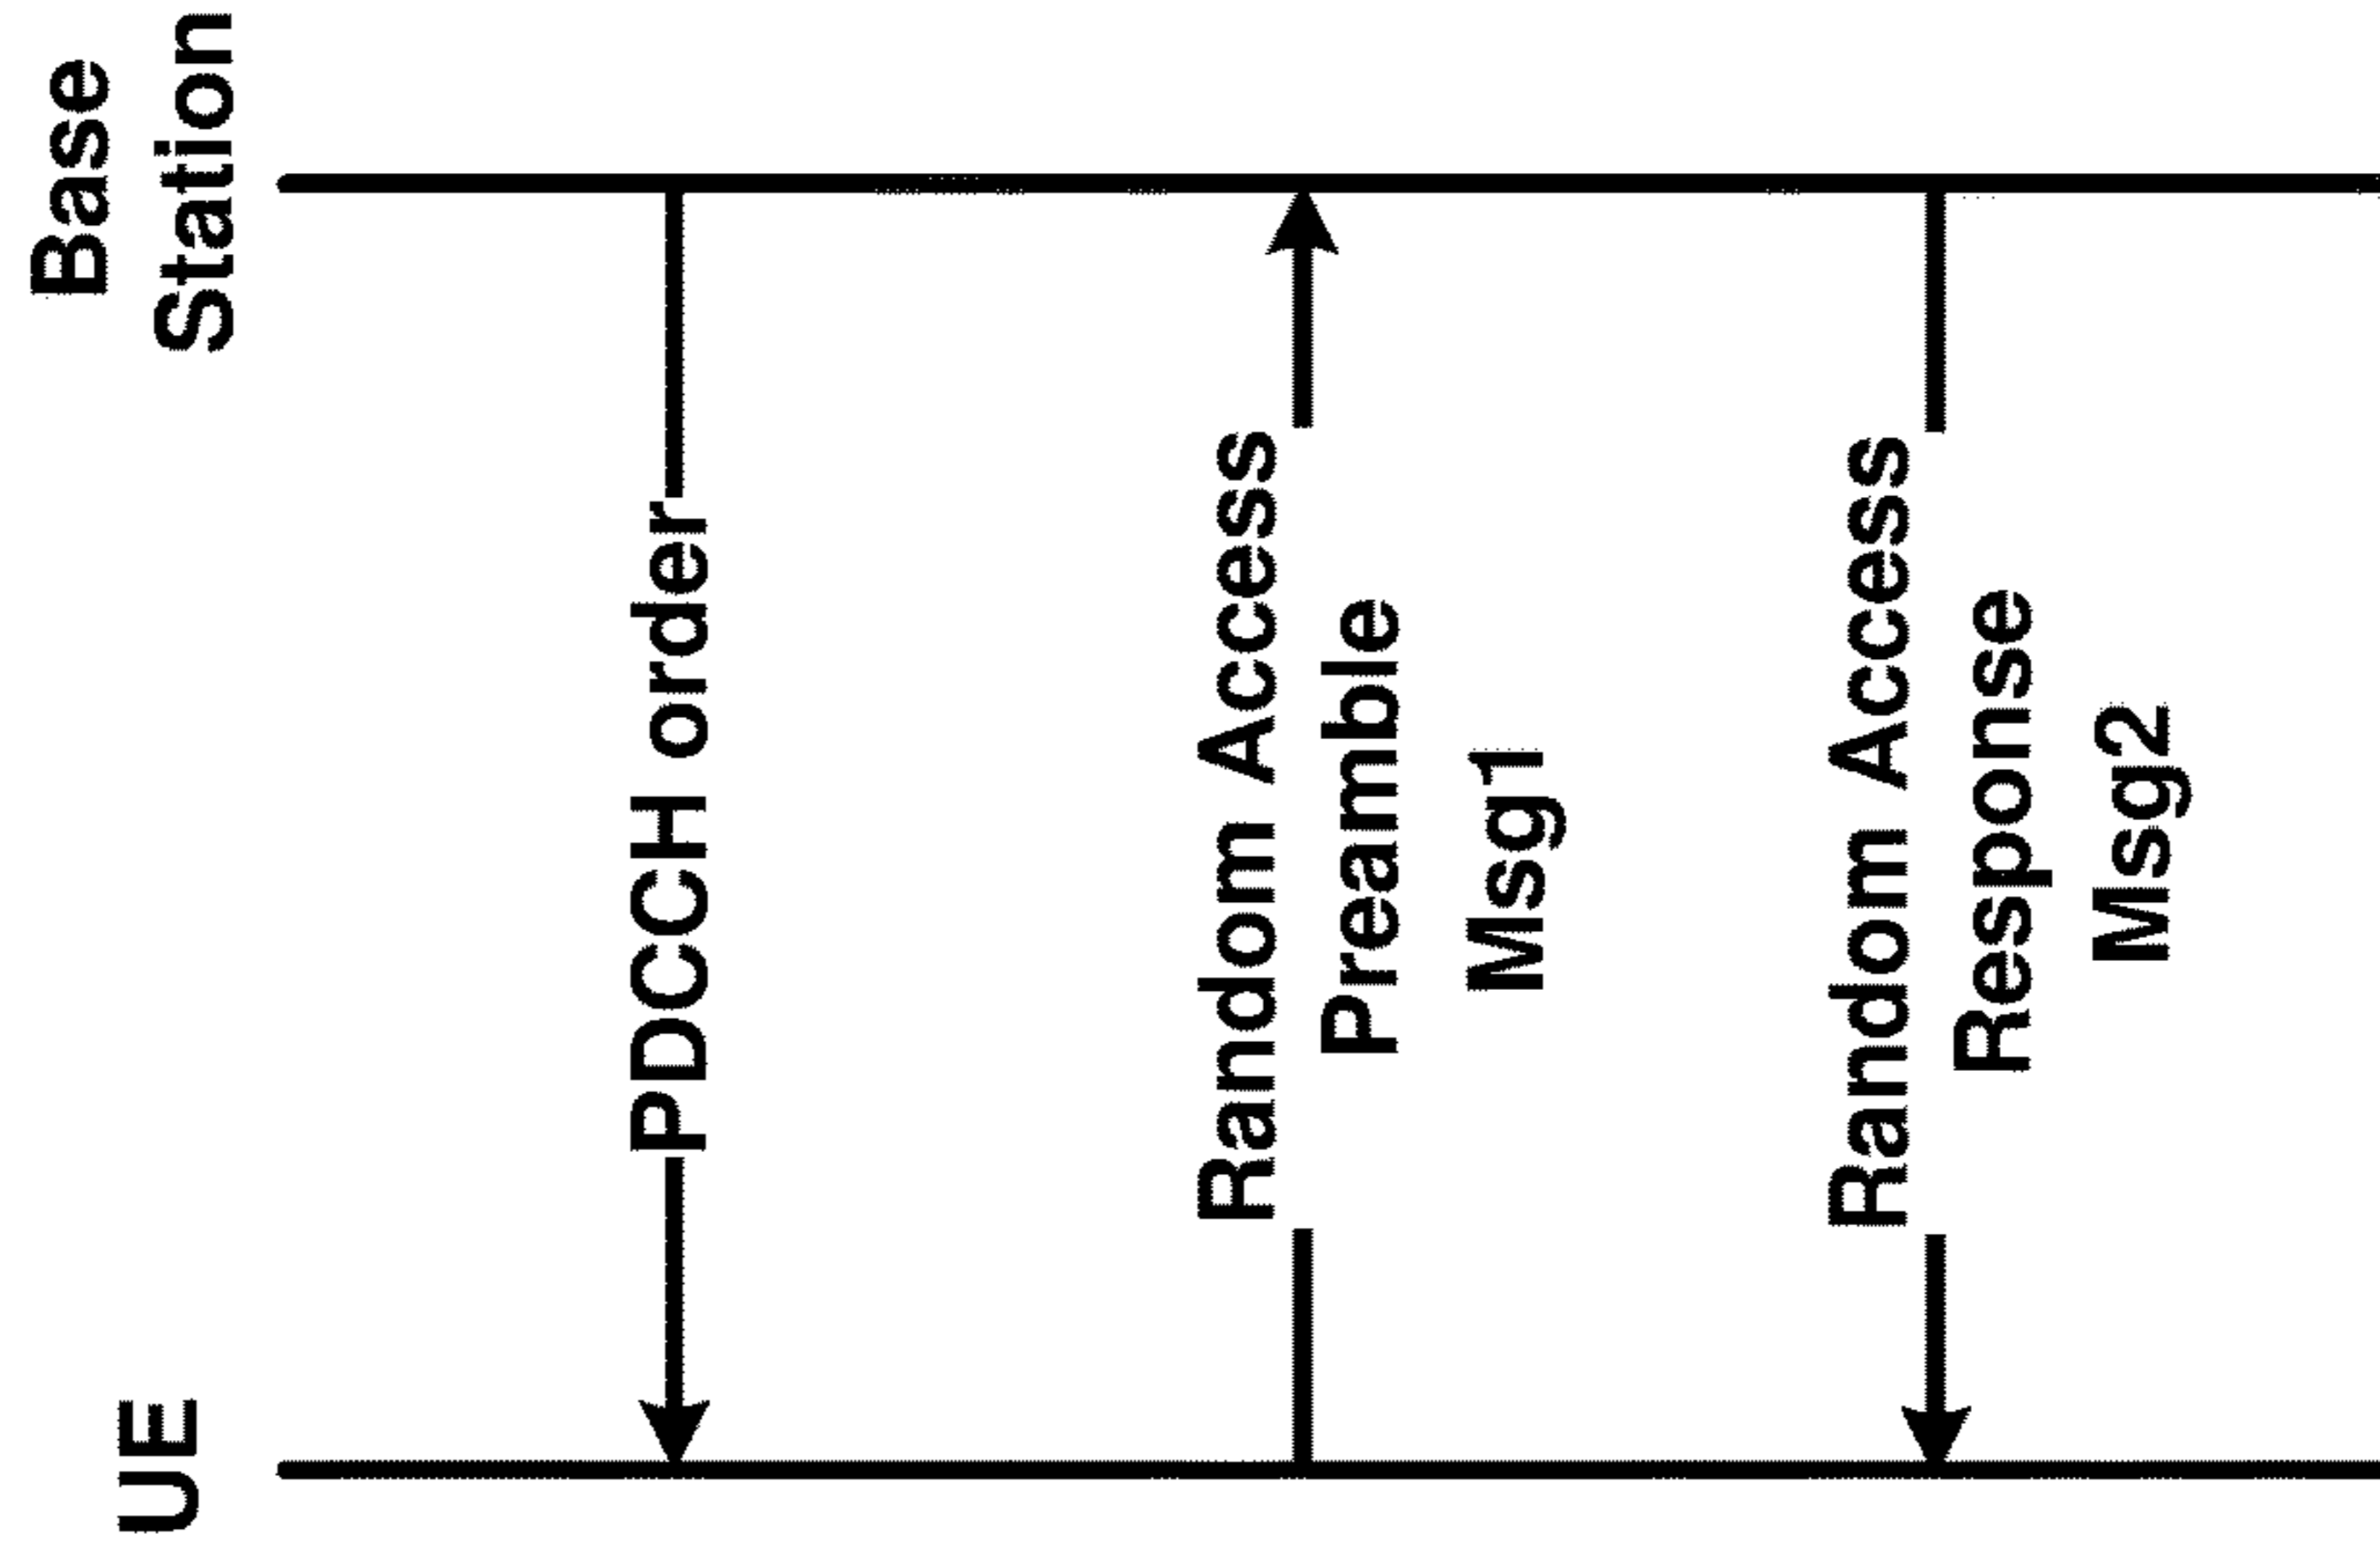 UE
Base
Station
PDCCH order
Random Access
Preamble
Msg1
Random Access
Response
Msg2